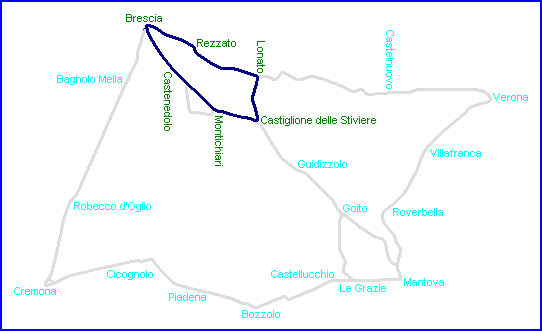 Brescia
Rezzato
Lonato
Castelnuovo
Bagnolo Mella
Castenedolo
Verona
Montichiari
Castiglione delle Stiviere
Villafranca
Guidizzolo
Robecco d'Oglio
Goito
Roverbella
Cicognolo
Castellucchio
Mantova
Cremona
Piadena
Le Grazie
Bozzolo